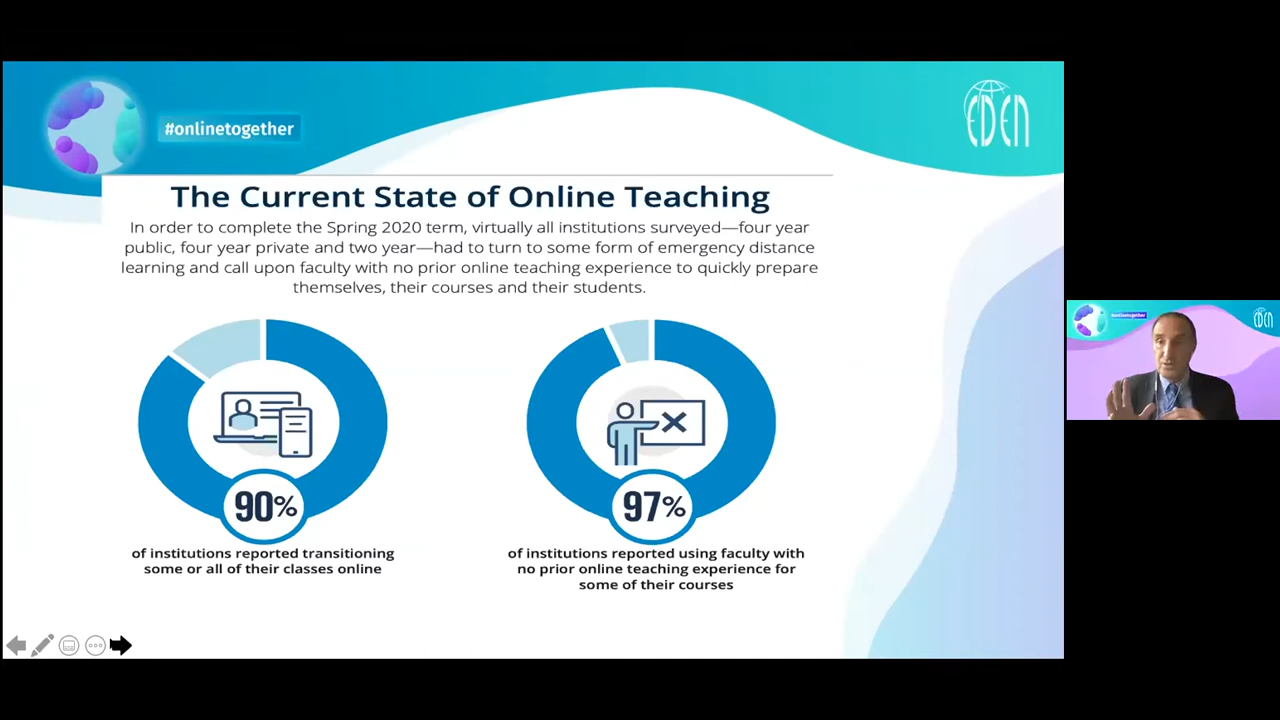 #onlinetogether
EDEN
The Current State of Online Teaching
In order to complete the Spring 2020 term, virtually all institutions surveyed—four year
public, four year private and two year—had to turn to some form of emergency distance
learning and call upon faculty with no prior online teaching experience to quickly prepare
themselves, their courses and their students.
90%
of institutions reported transitioning
some or all of their classes online
97%
of institutions reported using faculty with
no prior online teaching experience for
some of their courses
#onlinetogether
EDEN